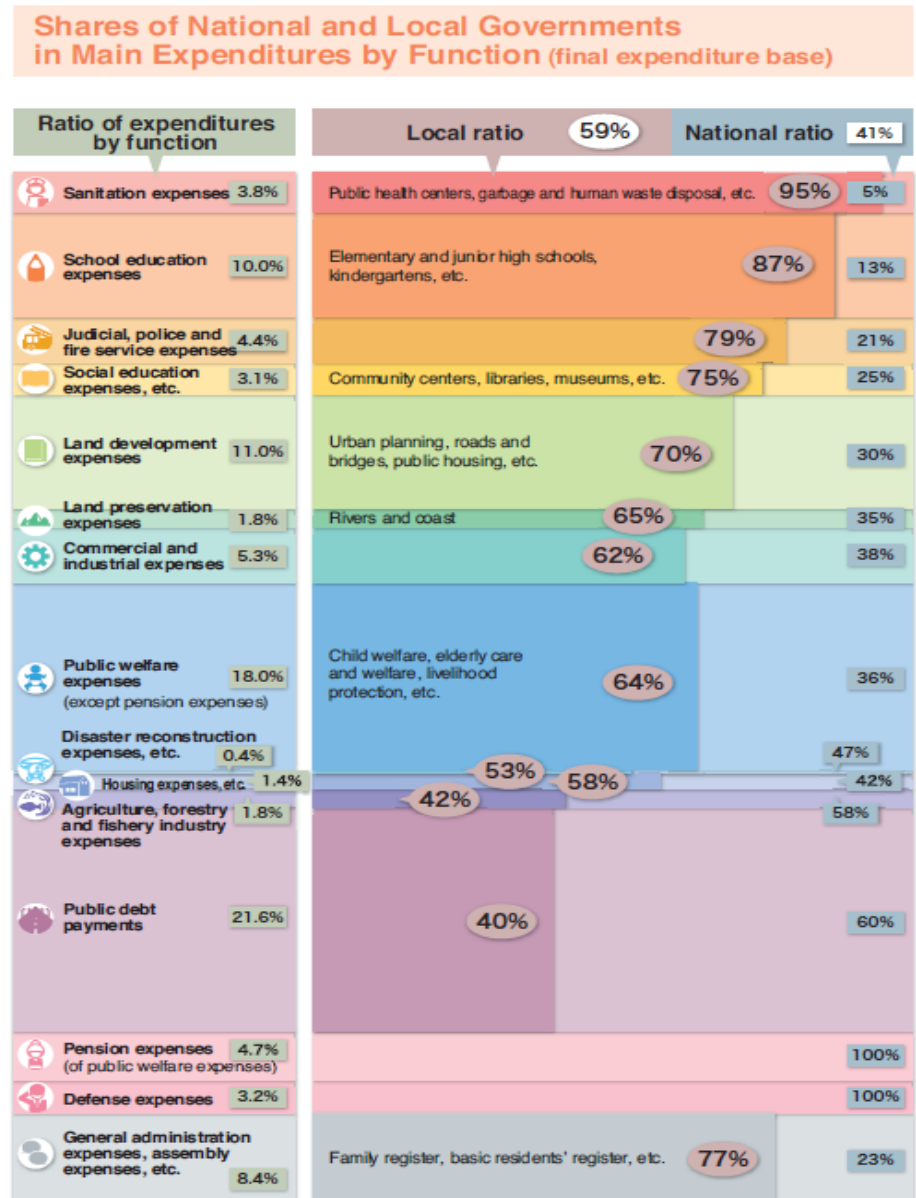 Shares of National and Local Governments
in Main Expenditures by Function (final expenditure base)
Ratio of expenditures
by function
Local ratio 59% National ratio 41%
Sanitation expenses 3.8% Public health centers, garbage and human waste disposal, etc. 95% 5%
School education
expenses
10.0%
Elementary and junior high schools,
kindergartens, etc.
87% 13%
Judicial, police and
fire service expenses
4.4% 79% 21%
Social education
expenses, etc.
3.1% Community centers, libraries, museums, etc. 75% 25%
Land development
expenses
11.0%
Urban planning, roads and
bridges, public housing, etc.
70% 30%
Land preservation
expenses
1.8% Rivers and coast 65% 35%
Commercial and
industrial expenses
5.3% 62% 38%
Public welfare
expenses
(except pension expenses)
18.0%
Child welfare, elderly care
and welfare, livelihood
protection, etc.
64% 36%
Disaster reconstruction
expenses, etc.
0.4% 53% 47%
Housing expenses, etc. 1.4% 58% 42%
Agriculture, forestry
and fishery industry
expenses
1.8% 42% 58%
Public debt
payments
21.6% 40% 60%
Pension expenses
(of public welfare expenses)
4.7% 100%
Defense expenses 3.2% 100%
General administration
expenses, assembly
expenses, etc.
8.4% Family register, basic residents' register, etc. 77% 23%